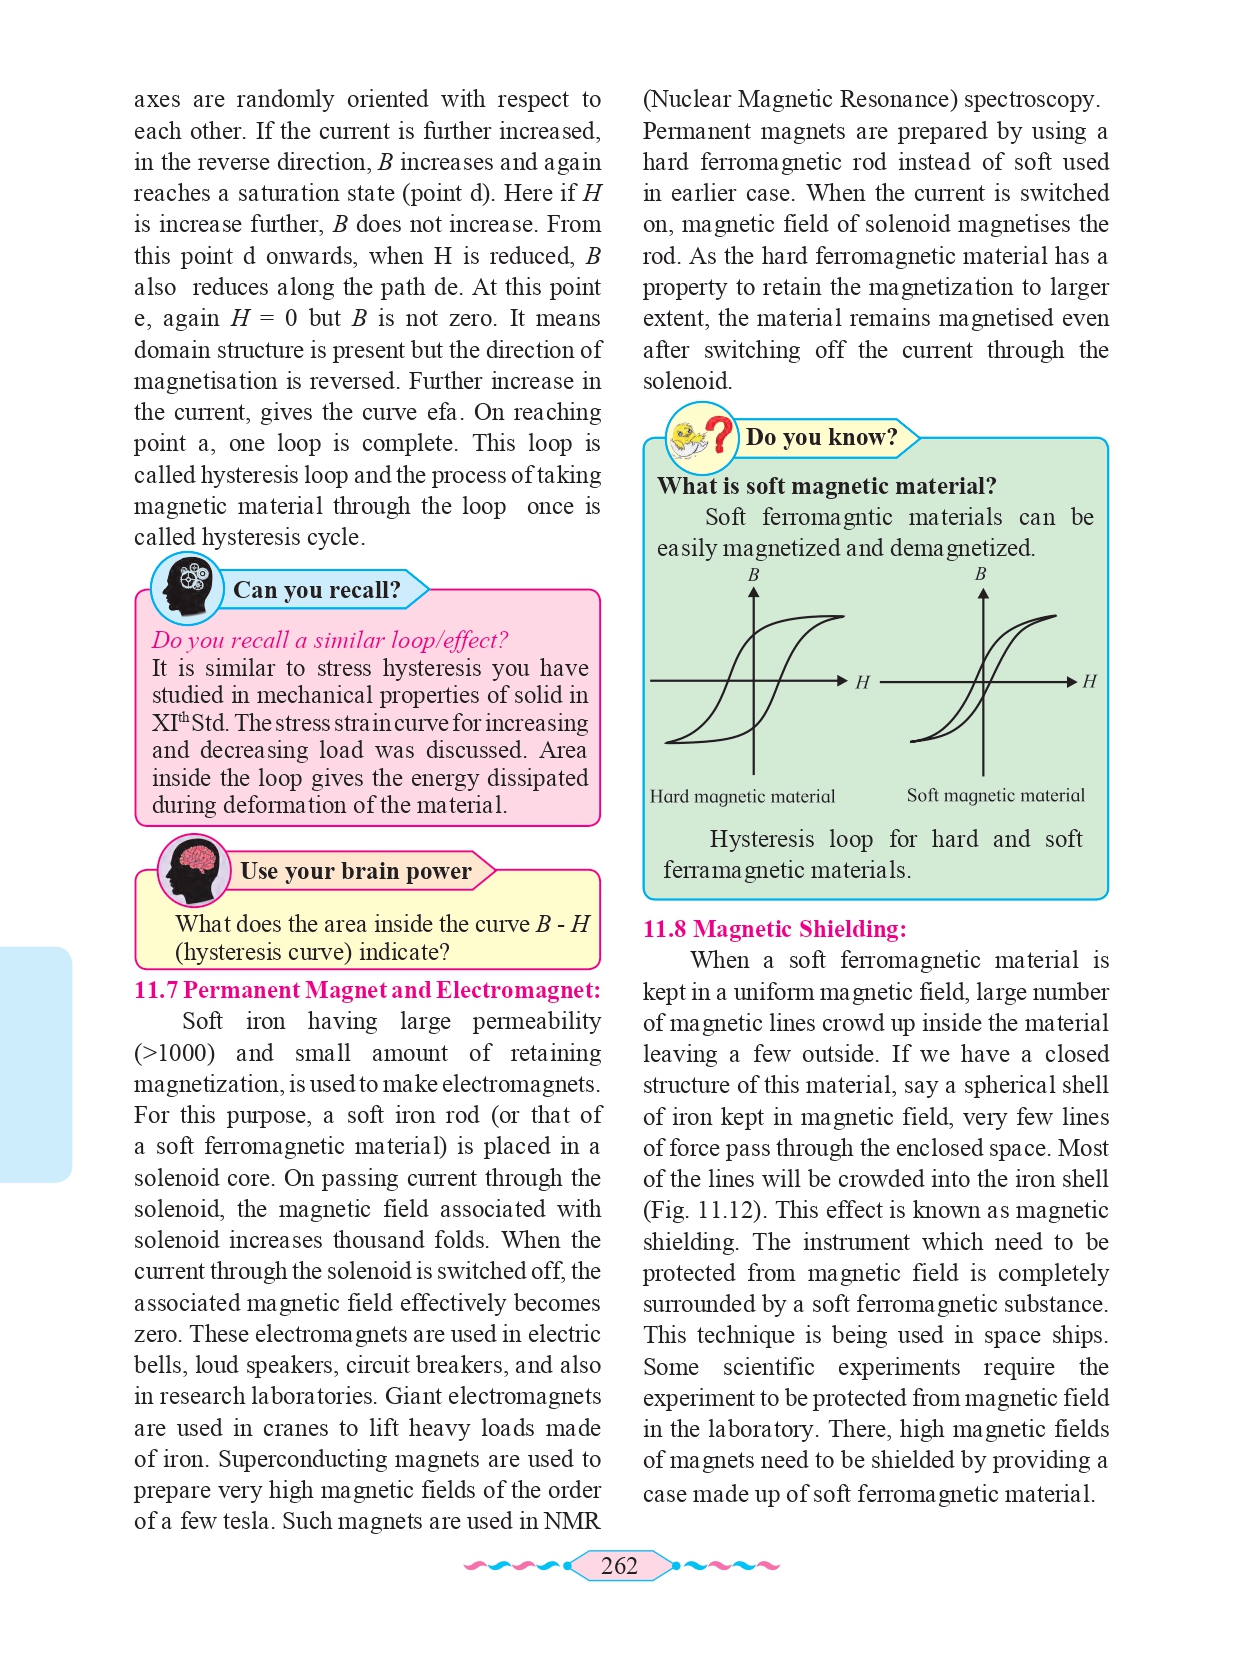 axes are randomly oriented with respect to
each other. If the current is further increased,
in the reverse direction, B increases and again
reaches a saturation state (point d). Here if H
is increase further, B does not increase. From
this point d onwards, when H is reduced, B
also reduces along the path de. At this point
e, again H = 0 but B is not zero. It means
domain structure is present but the direction of
magnetisation is reversed. Further increase in
the current, gives the curve efa. On reaching
point a, one loop is complete. This loop is
called hysteresis loop and the process of taking
magnetic material through the loop once is
called hysteresis cycle.
Can you recall?
Do you recall a similar loop/effect?
It is similar to stress hysteresis you have
studied in mechanical properties of solid in
XIth Std. The stress strain curve for increasing
and decreasing load was discussed. Area
inside the loop gives the energy dissipated
during deformation of the material.
Use your brain power
What does the area inside the curve B - H
(hysteresis curve) indicate?
11.7 Permanent Magnet and Electromagnet:
Soft iron having large permeability
(>1000) and small amount of retaining
magnetization, is used to make electromagnets.
For this purpose, a soft iron rod (or that of
a soft ferromagnetic material) is placed in a
solenoid core. On passing current through the
solenoid, the magnetic field associated with
solenoid increases thousand folds. When the
current through the solenoid is switched off, the
associated magnetic field effectively becomes
zero. These electromagnets are used in electric
bells, loud speakers, circuit breakers, and also
in research laboratories. Giant electromagnets
are used in cranes to lift heavy loads made
of iron. Superconducting magnets are used to
prepare very high magnetic fields of the order
of a few tesla. Such magnets are used in NMR
(Nuclear Magnetic Resonance) spectroscopy.
Permanent magnets are prepared by using a
hard ferromagnetic rod instead of soft used
in earlier case. When the current is switched
on, magnetic field of solenoid magnetises the
rod. As the hard ferromagnetic material has a
property to retain the magnetization to larger
extent, the material remains magnetised even
after switching off the current through the
solenoid.
Do you know?
What is soft magnetic material?
Soft ferromagntic materials can be
easily magnetized and demagnetized.
B
H
Hard magnetic material
B
H
Soft magnetic material
Hysteresis loop for hard and soft
ferramagnetic materials.
11.8 Magnetic Shielding:
When a soft ferromagnetic material is
kept in a uniform magnetic field, large number
of magnetic lines crowd up inside the material
leaving a few outside. If we have a closed
structure of this material, say a spherical shell
of iron kept in magnetic field, very few lines
of force pass through the enclosed space. Most
of the lines will be crowded into the iron shell
(Fig. 11.12). This effect is known as magnetic
shielding. The instrument which need to be
protected from magnetic field is completely
surrounded by a soft ferromagnetic substance.
This technique is being used in space ships.
Some scientific experiments require the
experiment to be protected from magnetic field
in the laboratory. There, high magnetic fields
of magnets need to be shielded by providing a
case made up of soft ferromagnetic material.
262